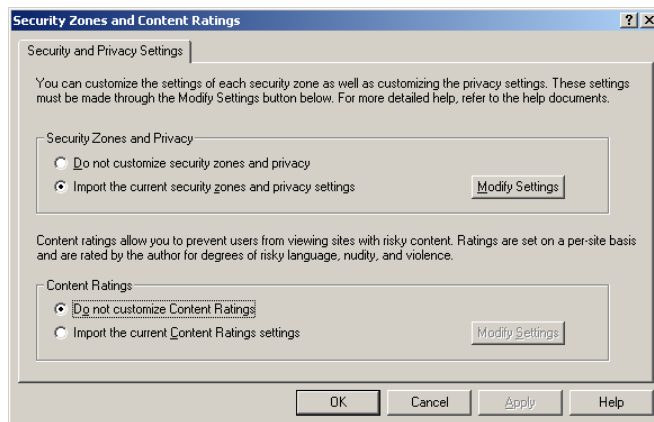 Security Zones and Content Ratings
Security and Privacy Settings
You can customize the settings of each security zone as well as customizing the privacy settings. These settings
must be made through the Modify Settings button below. For more detailed help, refer to the help documents.
Security Zones and Privacy
Do not customize security zones and privacy
Import the current security zones and privacy settings
Modify Settings
Content ratings allow you to prevent users from viewing sites with risky content. Ratings are set on a per-site basis
and are rated by the author for degrees of risky language, nudity, and violence.
Content Ratings
Do not customize Content Ratings
Import the current Content Ratings settings
Modify Settings
OK Cancel Apply Help